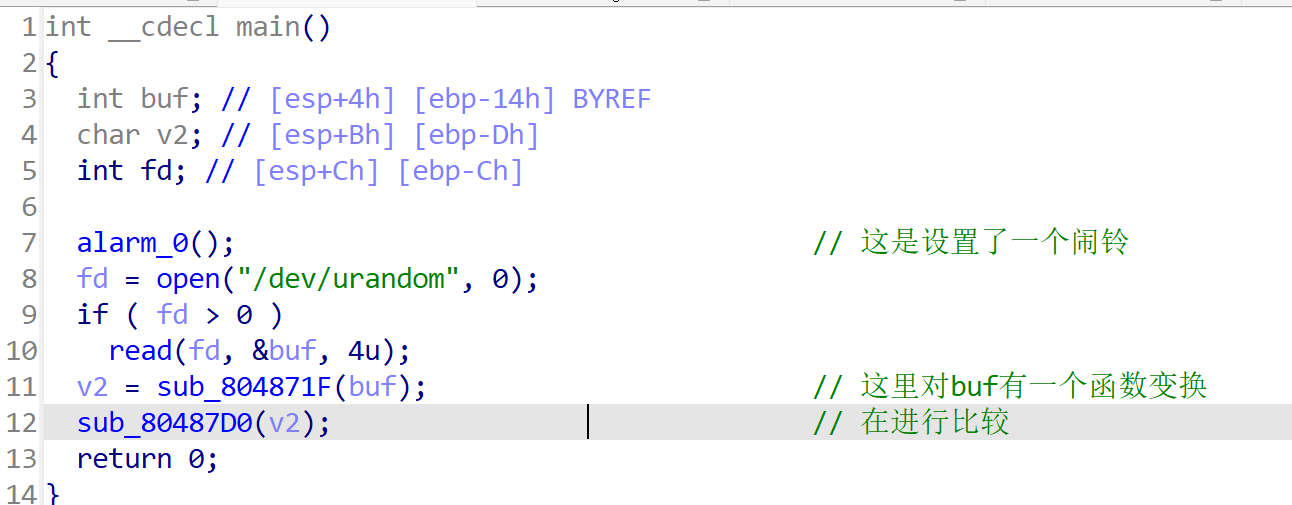 1 int __cdecl main()
2 {
3   int buf; // [esp+4h] [ebp-14h] BYREF
4   char v2; // [esp+Bh] [ebp-Dh]
5   int fd; // [esp+Ch] [ebp-Ch]
6
7   alarm_0(); // 这是设置了一个闹铃
8   fd = open("/dev/urandom", 0);
9   if ( fd > 0 )
10     read(fd, &buf, 4u);
11   v2 = sub_804871F(buf); // 这里对buf有一个函数变换
12   sub_80487D0(v2); // 在进行比较
13   return 0;
14 }